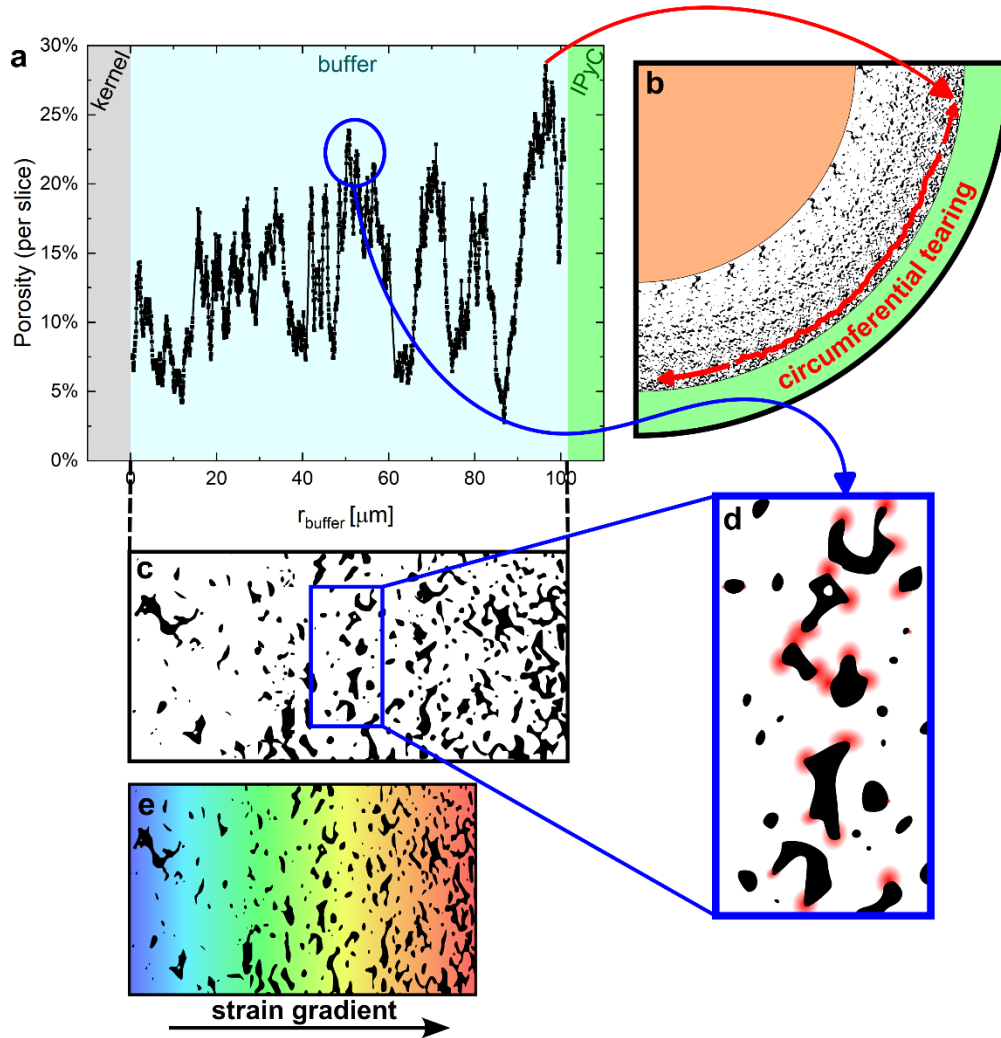 a
30%
25%
20%
15%
10%
5%
0%
Porosity (per slice)
kernel
buffer
IPyC
0
20
40
60
80
100
r_buffer [μm]
b
circumferential tearing
c
d
e
strain gradient